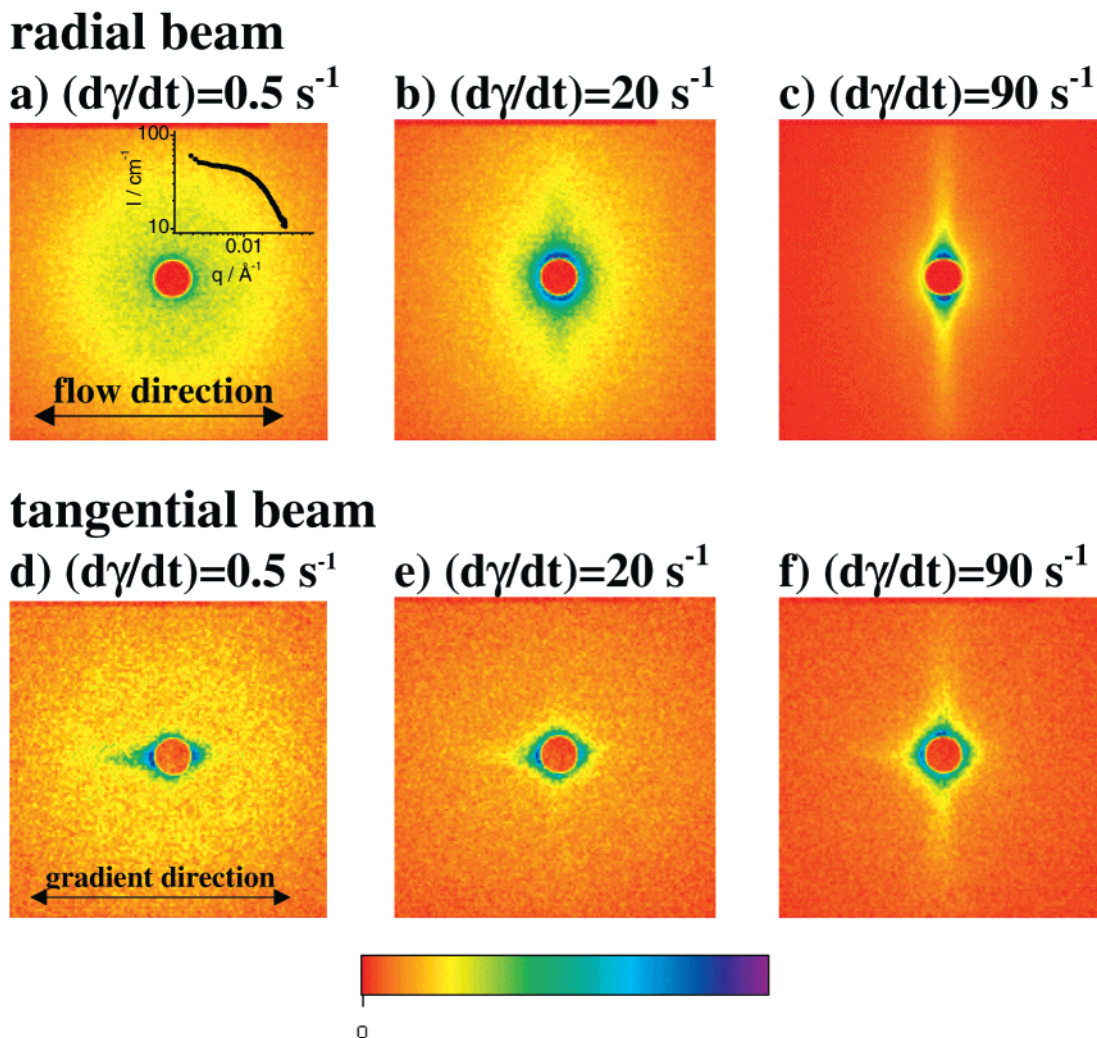 radial beam
a) (dγ/dt)=0.5 s⁻¹
b) (dγ/dt)=20 s⁻¹
c) (dγ/dt)=90 s⁻¹
100
I / cm⁻¹
10
0.01
q / Å⁻¹
flow direction
tangential beam
d) (dγ/dt)=0.5 s⁻¹
e) (dγ/dt)=20 s⁻¹
f) (dγ/dt)=90 s⁻¹
gradient direction
0